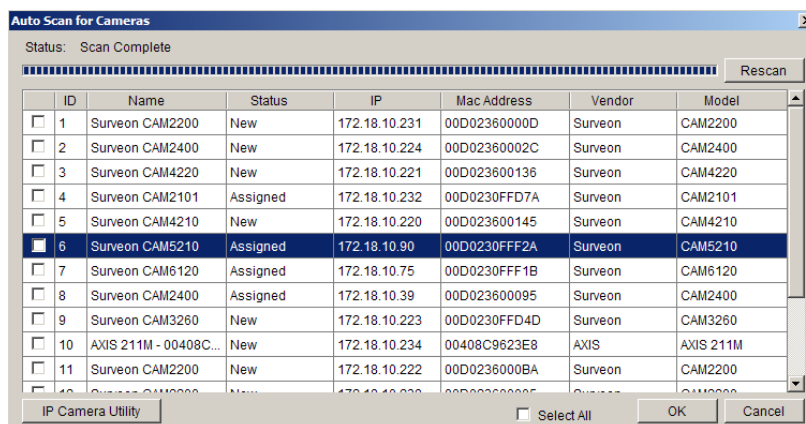 Auto Scan for Cameras
Status: Scan Complete
Rescan
ID Name Status IP Mac Address Vendor Model
1 Surveon CAM2200 New 172.18.10.231 00D02360000D Surveon CAM2200
2 Surveon CAM2400 New 172.18.10.224 00D02360002C Surveon CAM2400
3 Surveon CAM4220 New 172.18.10.221 00D023600136 Surveon CAM4220
4 Surveon CAM2101 Assigned 172.18.10.232 00D0230FFD7A Surveon CAM2101
5 Surveon CAM4210 New 172.18.10.220 00D023600145 Surveon CAM4210
6 Surveon CAM5210 Assigned 172.18.10.90 00D0230FFF2A Surveon CAM5210
7 Surveon CAM6120 Assigned 172.18.10.75 00D0230FFF1B Surveon CAM6120
8 Surveon CAM2400 Assigned 172.18.10.39 00D023600095 Surveon CAM2400
9 Surveon CAM3260 New 172.18.10.223 00D0230FFD4D Surveon CAM3260
10 AXIS 211M - 00408C... New 172.18.10.234 00408C9623E8 AXIS AXIS 211M
11 Surveon CAM2200 New 172.18.10.222 00D0236000BA Surveon CAM2200
IP Camera Utility Select All OK Cancel